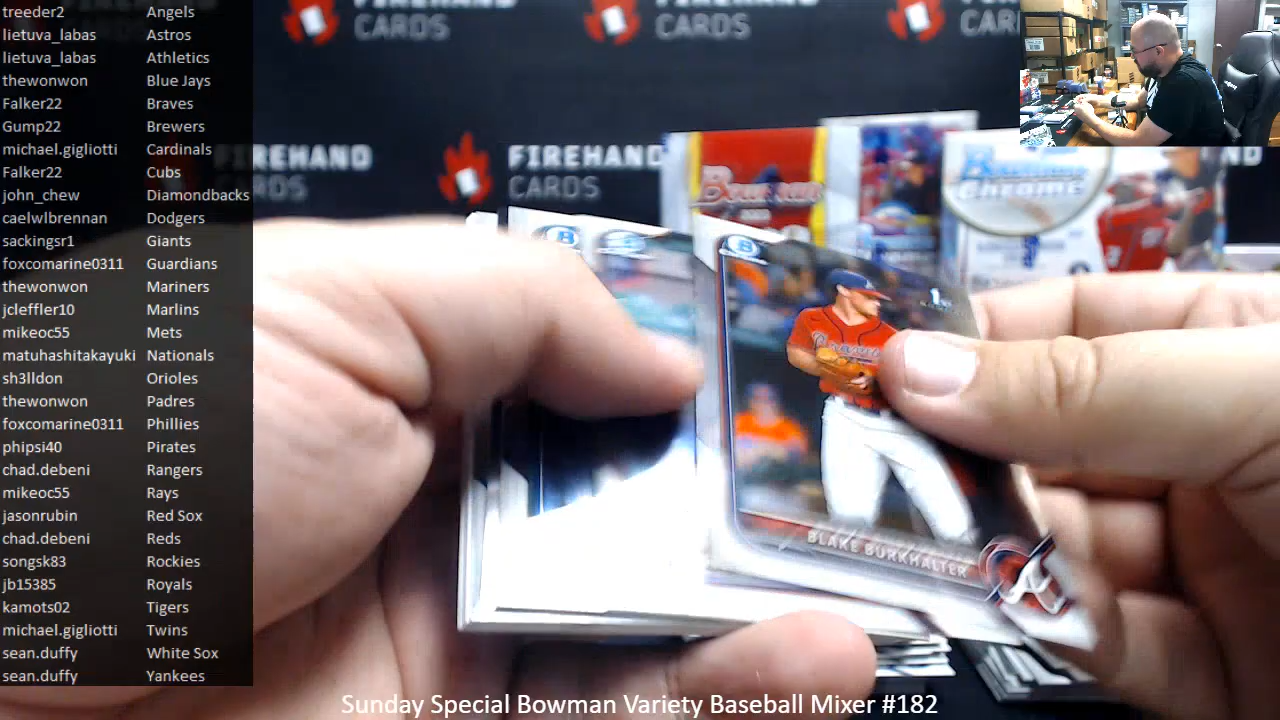 treeder2 Angels
lietuva_labas Astros
lietuva_labas Athletics
thewonwon Blue Jays
Falker22 Braves
Gump22 Brewers
michael.gigliotti Cardinals
Falker22 Cubs
john_chew Diamondbacks
caelwlbrennan Dodgers
sackingsr1 Giants
foxcomarine0311 Guardians
thewonwon Mariners
jcleffler10 Marlins
mikeoc55 Mets
matuhashitakayuki Nationals
sh3lldon Orioles
thewonwon Padres
foxcomarine0311 Phillies
phipsi40 Pirates
chad.debeni Rangers
mikeoc55 Rays
jasonrubin Red Sox
chad.debeni Reds
songsk83 Rockies
jb15385 Royals
kamots02 Tigers
michael.gigliotti Twins
sean.duffy White Sox
sean.duffy Yankees
FIREHAND
CARDS
FIREHAND
CARDS
CARDS
FIREHAND
CARDS
Bowman
Bowman
Chrome
B
B
1st
Braves
BLAKE BURKHALTER
A
Sunday Special Bowman Variety Baseball Mixer #182